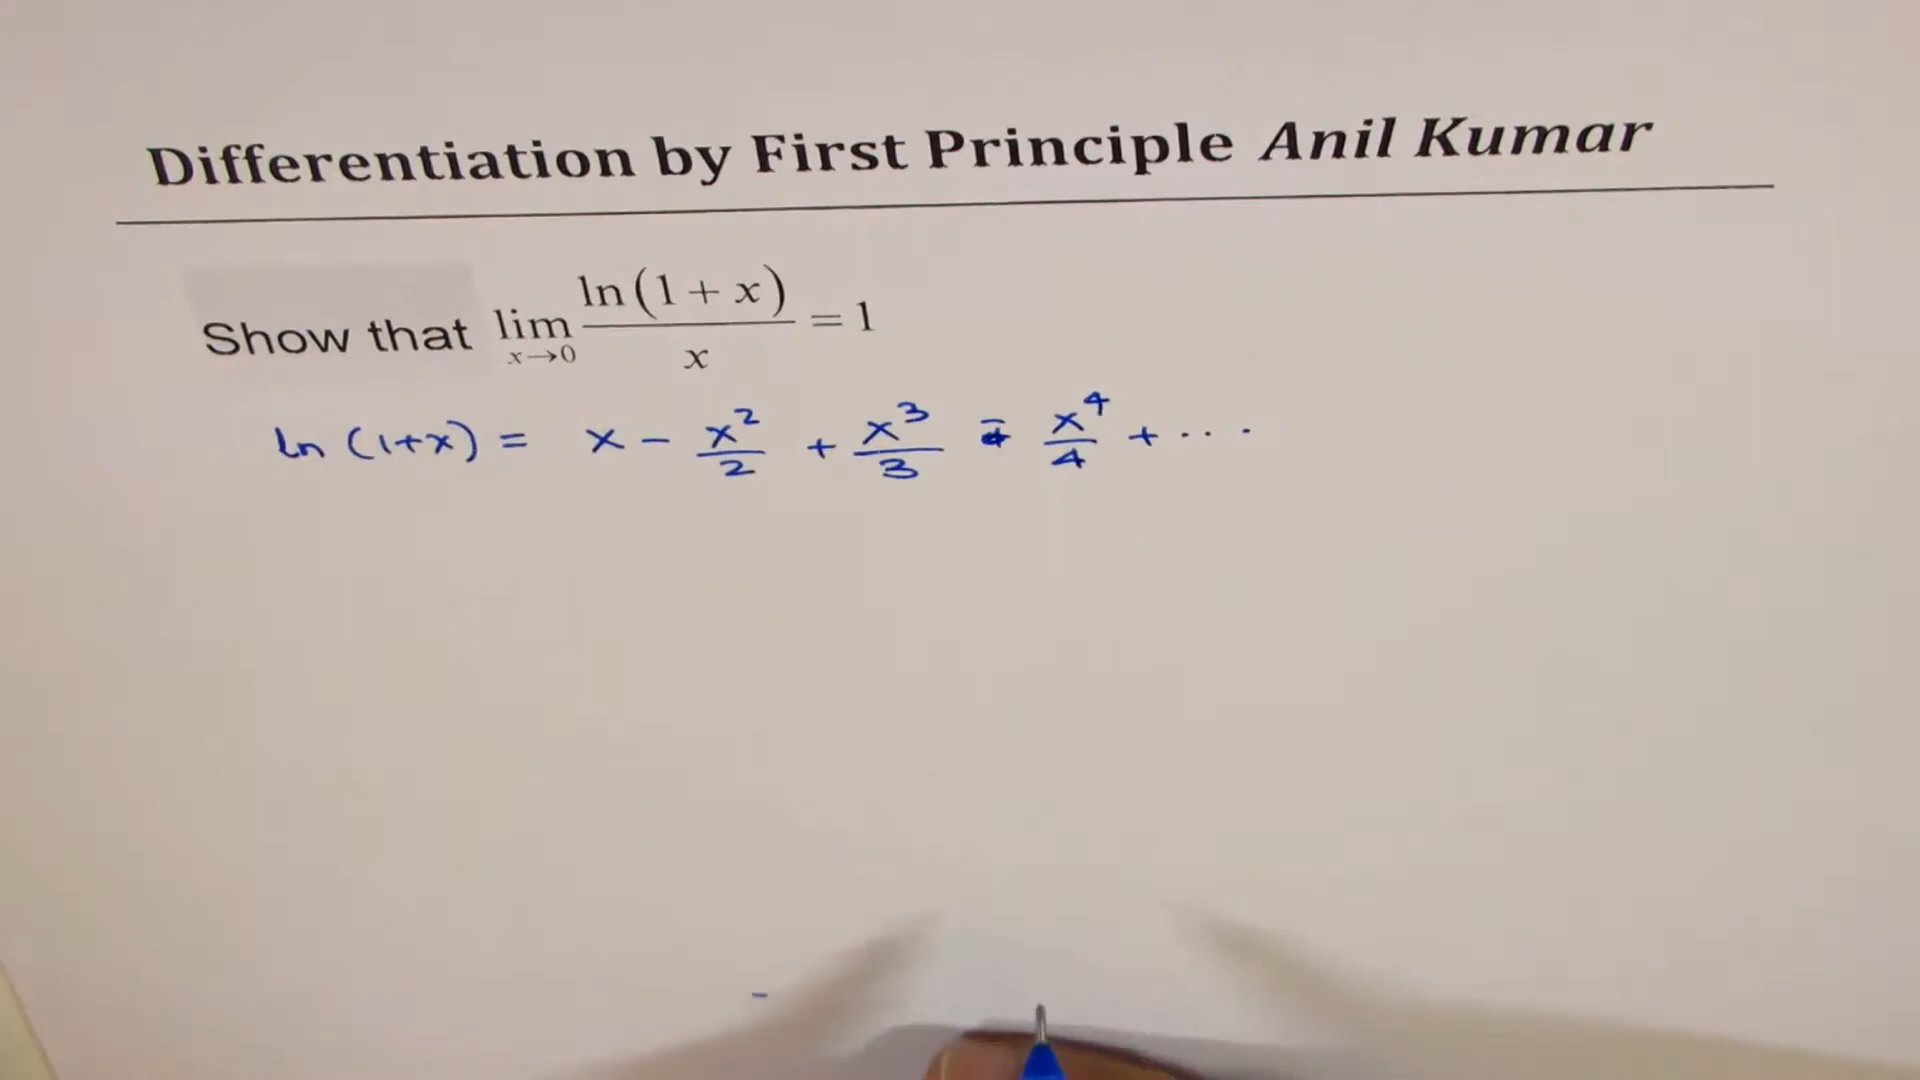 Differentiation by First Principle Anil Kumar
Show that lim x→0 ln(1 + x)/x = 1
ln (1+x) = x - x²/2 + x³/3 - x⁴/4 + ....